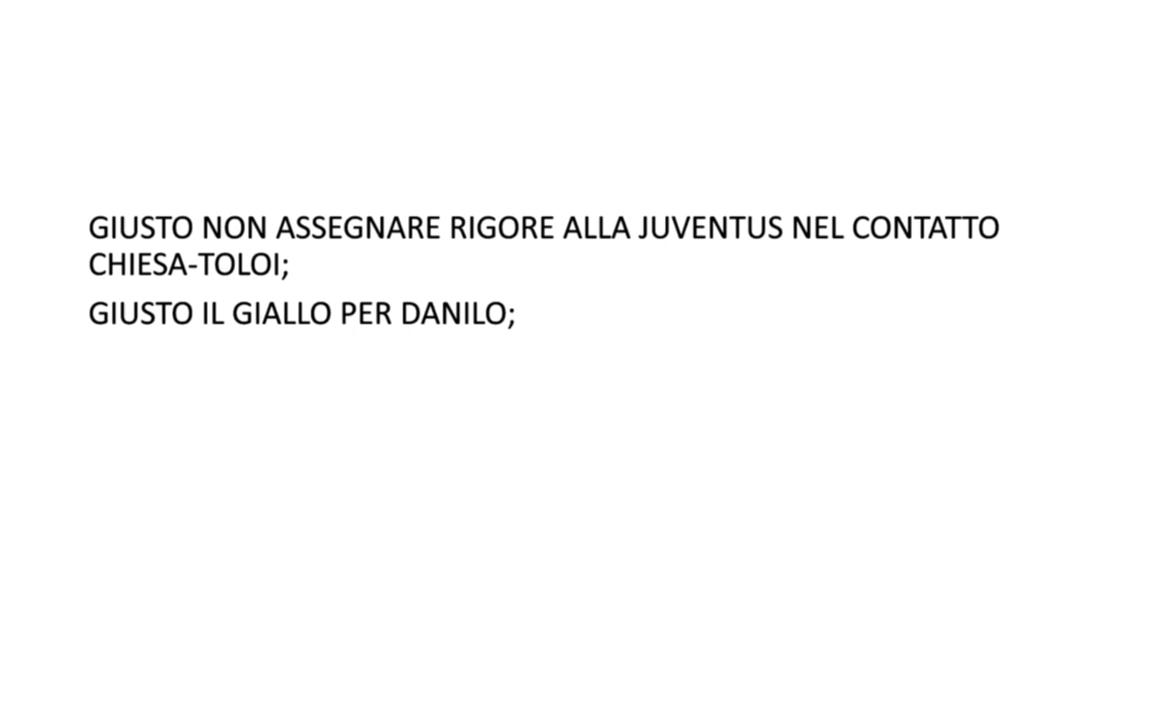 GIUSTO NON ASSEGNARE RIGORE ALLA JUVENTUS NEL CONTATTO
CHIESA-TOLOI;
GIUSTO IL GIALLO PER DANILO;